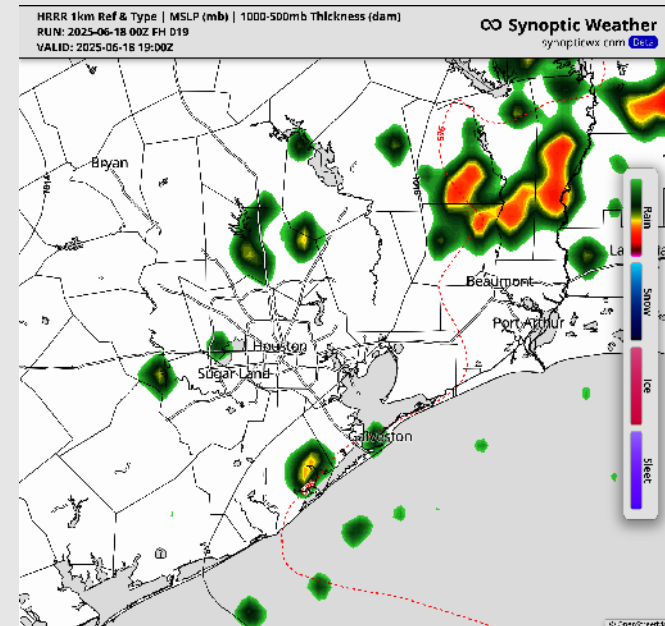 HRRR 1km Ref & Type | MSLP (mb) | 1000-500mb Thickness (dam)
RUN: 2025-06-18 00Z FH 019
VALID: 2025-06-18 19:00Z
Synoptic Weather
synopticwx.com Beta
576
Bryan
1016
Rain
Beaumont
Snow
Port Arthur
Houston
Sugar Land
Ice
Galveston
Sleet
© OpenStreetM